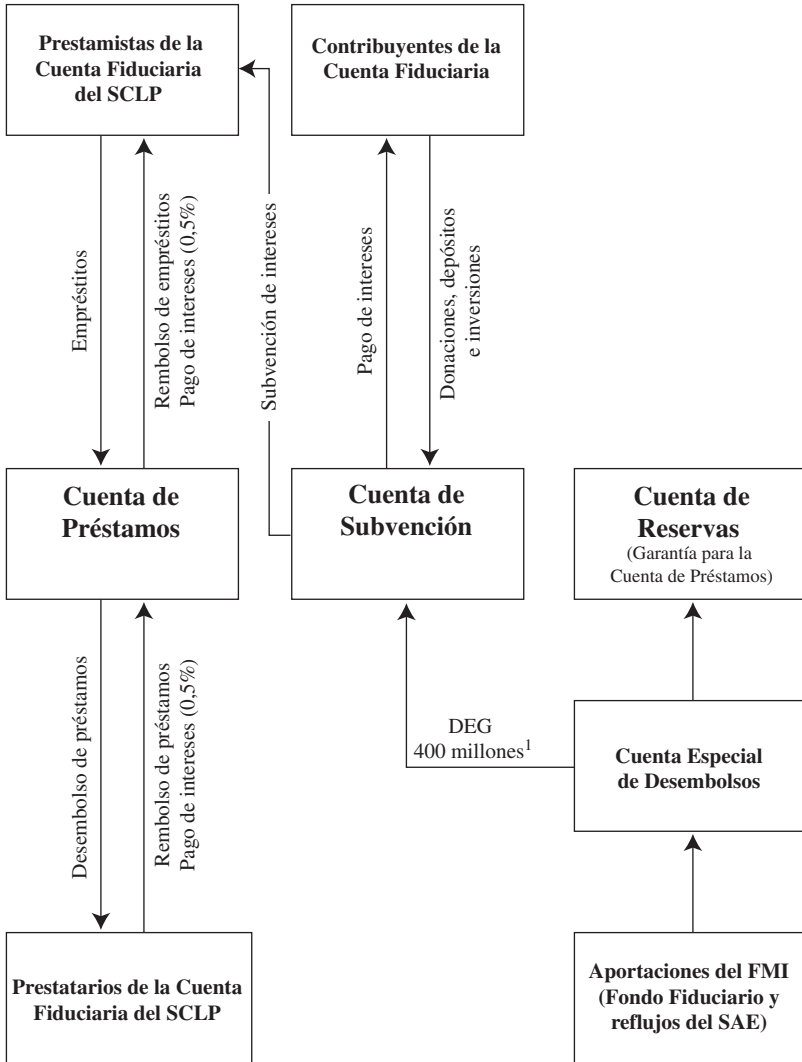 Prestamistas de la
Cuenta Fiduciaria
del SCLP
Contribuyentes de la
Cuenta Fiduciaria
Empréstitos
Rembolso de empréstitos
Pago de intereses (0,5%)
Subvención de intereses
Pago de intereses
Donaciones, depósitos
e inversiones
Cuenta de
Préstamos
Cuenta de
Subvención
Cuenta de
Reservas
(Garantía para la
Cuenta de Préstamos)
Desembolso de préstamos
Rembolso de préstamos
Pago de intereses (0,5%)
DEG
400 millones¹
Cuenta Especial
de Desembolsos
Prestatarios de la Cuenta
Fiduciaria del SCLP
Aportaciones del FMI
(Fondo Fiduciario y
reflujos del SAE)